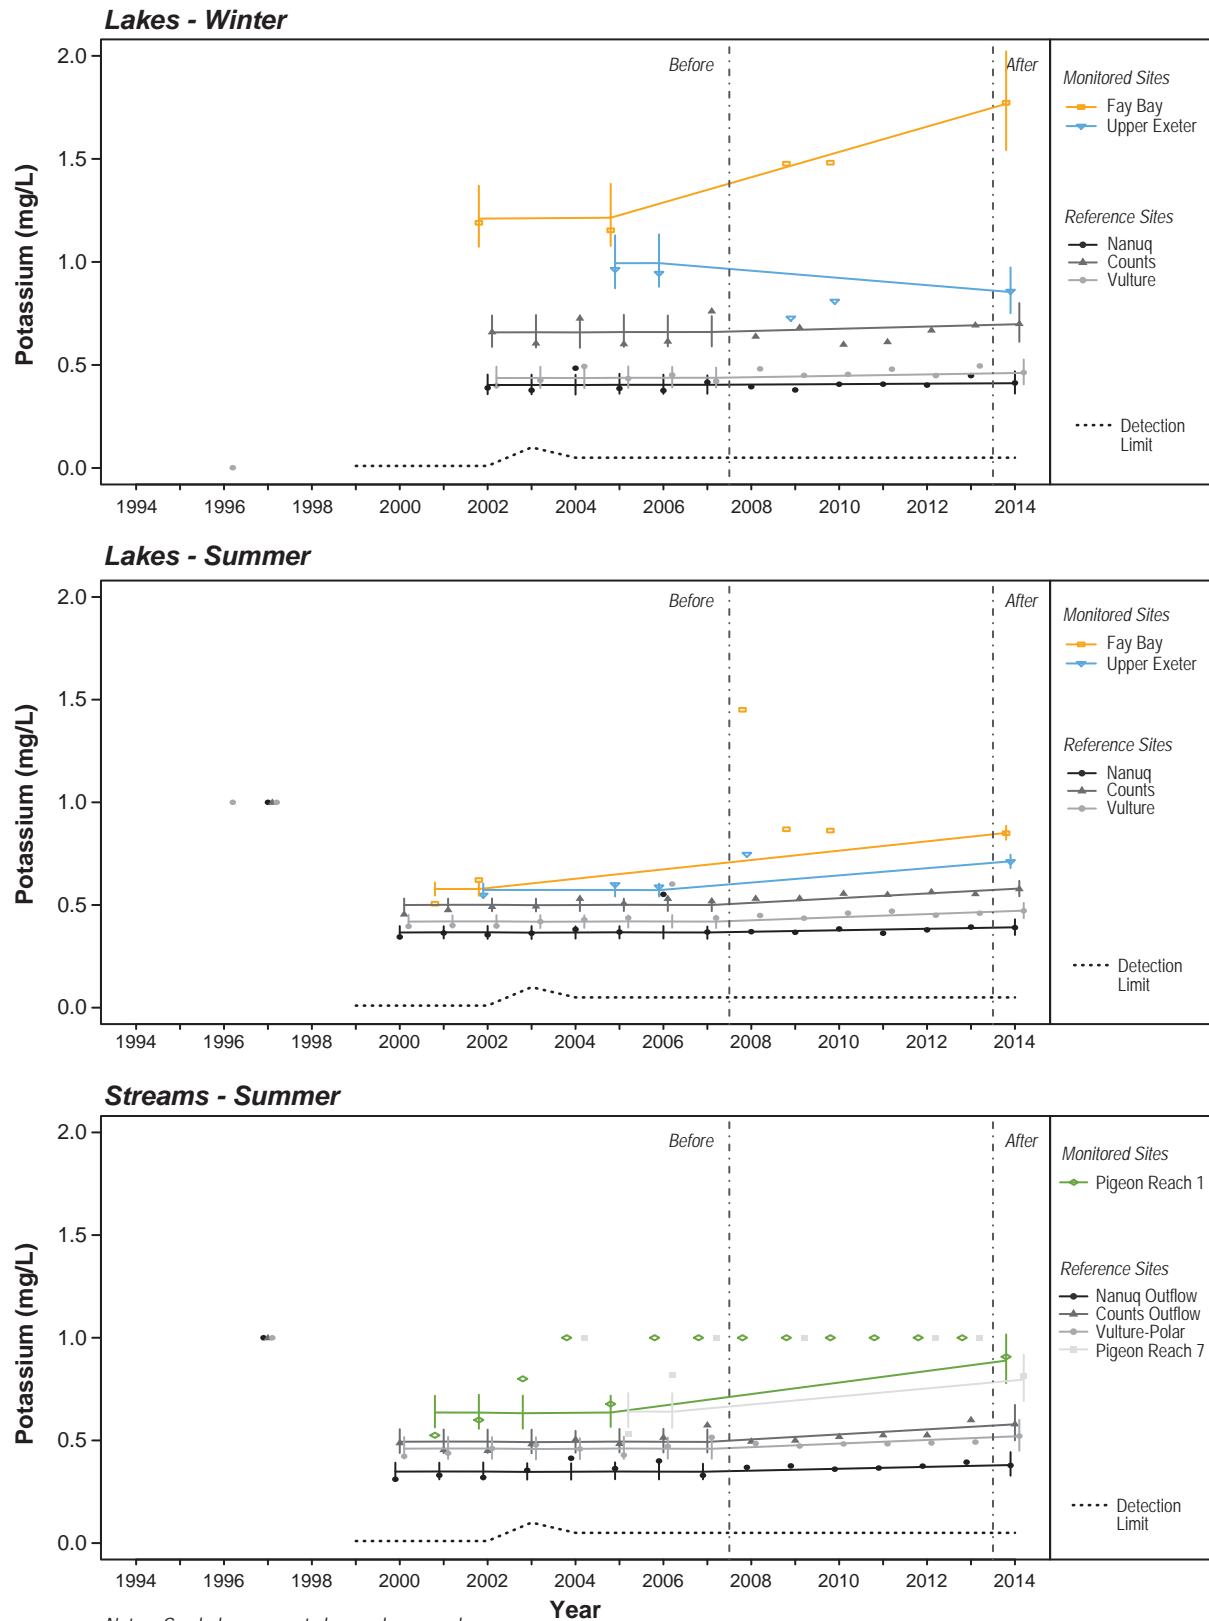 Lakes - Winter
Potassium (mg/L)
2.0
1.5
1.0
0.5
0.0
Before
After
1994 1996 1998 2000 2002 2004 2006 2008 2010 2012 2014
Monitored Sites
Fay Bay
Upper Exeter
Reference Sites
Nanuq
Counts
Vulture
Detection
Limit
Lakes - Summer
Potassium (mg/L)
2.0
1.5
1.0
0.5
0.0
Before
After
1994 1996 1998 2000 2002 2004 2006 2008 2010 2012 2014
Monitored Sites
Fay Bay
Upper Exeter
Reference Sites
Nanuq
Counts
Vulture
Detection
Limit
Streams - Summer
Potassium (mg/L)
2.0
1.5
1.0
0.5
0.0
Before
After
1994 1996 1998 2000 2002 2004 2006 2008 2010 2012 2014
Monitored Sites
Pigeon Reach 1
Reference Sites
Nanuq Outflow
Counts Outflow
Vulture-Polar
Pigeon Reach 7
Detection
Limit
Year